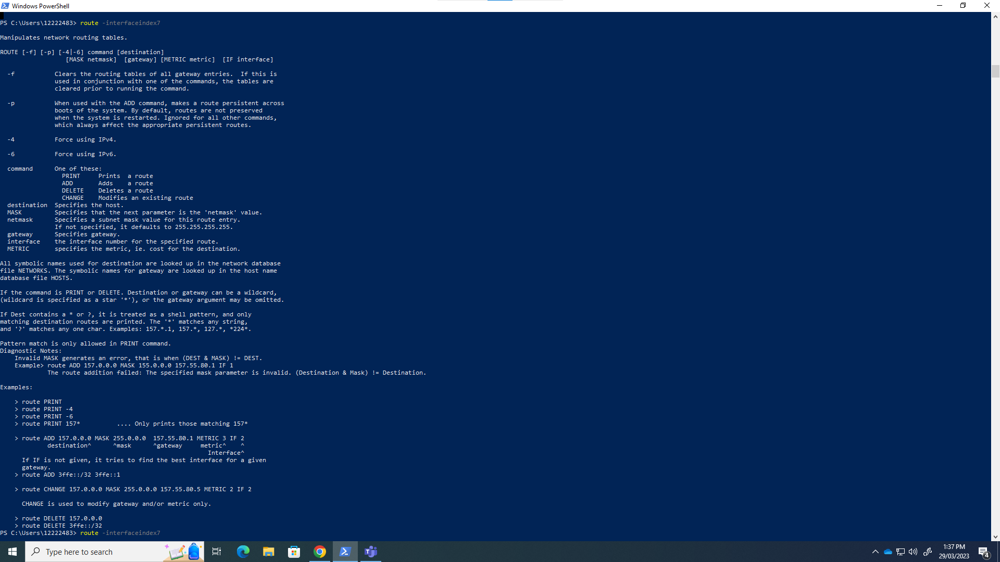 Windows PowerShell
PS C:\Users\12222483> route -interfaceindex7
Manipulates network routing tables.
ROUTE [-f] [-p] [-4|-6] command [destination]
[MASK netmask]  [gateway] [METRIC metric]  [IF interface]
-f           Clears the routing tables of all gateway entries.  If this is
used in conjunction with one of the commands, the tables are
cleared prior to running the command.
-p           When used with the ADD command, makes a route persistent across
boots of the system. By default, routes are not preserved
when the system is restarted. Ignored for all other commands,
which always affect the appropriate persistent routes.
-4           Force using IPv4.
-6           Force using IPv6.
command      One of these:
PRINT     Prints  a route
ADD       Adds    a route
DELETE    Deletes a route
CHANGE    Modifies an existing route
destination  Specifies the host.
MASK         Specifies that the next parameter is the 'netmask' value.
netmask      Specifies a subnet mask value for this route entry.
If not specified, it defaults to 255.255.255.255.
gateway      Specifies gateway.
interface    the interface number for the specified route.
METRIC       specifies the metric, ie. cost for the destination.
All symbolic names used for destination are looked up in the network database
file NETWORKS. The symbolic names for gateway are looked up in the host name
database file HOSTS.
If the command is PRINT or DELETE. Destination or gateway can be a wildcard,
(wildcard is specified as a star '*'), or the gateway argument may be omitted.
If Dest contains a * or ?, it is treated as a shell pattern, and only
matching destination routes are printed. The '*' matches any string,
and '?' matches any one char. Examples: 157.*.1, 157.*, 127.*, *224*.
Pattern match is only allowed in PRINT command.
Diagnostic Notes:
Invalid MASK generates an error, that is when (DEST & MASK) != DEST.
Example> route ADD 157.0.0.0 MASK 155.0.0.0 157.55.80.1 IF 1
The route addition failed: The specified mask parameter is invalid. (Destination & Mask) != Destination.
Examples:
> route PRINT
> route PRINT -4
> route PRINT -6
> route PRINT 157*          .... Only prints those matching 157*
> route ADD 157.0.0.0 MASK 255.0.0.0  157.55.80.1 METRIC 3 IF 2
destination^      ^mask      ^gateway     metric^    ^
Interface^
If IF is not given, it tries to find the best interface for a given
gateway.
> route ADD 3ffe::/32 3ffe::1
> route CHANGE 157.0.0.0 MASK 255.0.0.0 157.55.80.5 METRIC 2 IF 2
CHANGE is used to modify gateway and/or metric only.
> route DELETE 157.0.0.0
> route DELETE 3ffe::/32
PS C:\Users\12222483> route -interfaceindex7
Type here to search
1:37 PM
29/03/2023
4